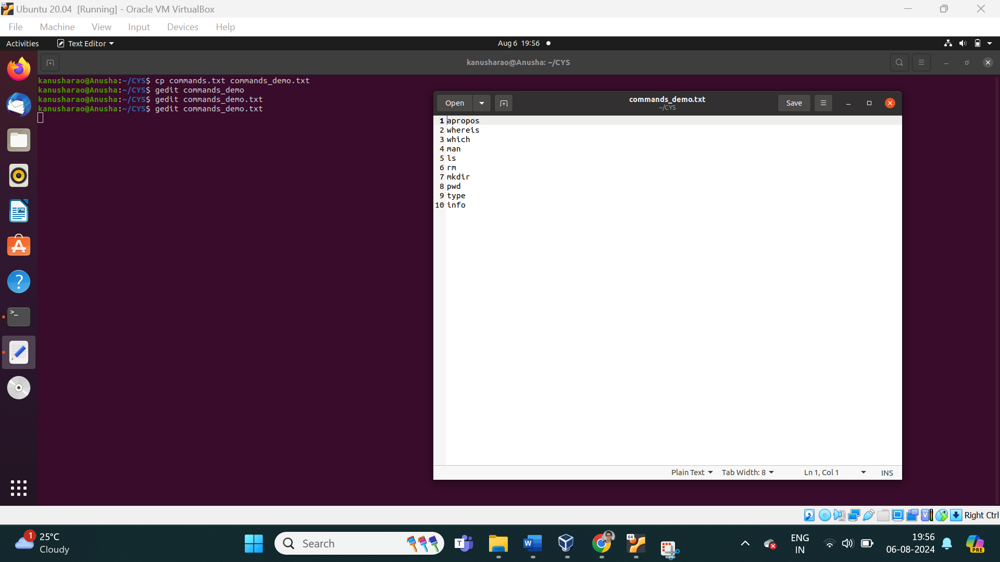 Ubuntu 20.04 [Running] - Oracle VM VirtualBox
File Machine View Input Devices Help
Activities Text Editor Aug 6 19:56
kanusharao@Anusha: ~/CYS
kanusharao@Anusha:~/CYS$ cp commands.txt commands_demo.txt
kanusharao@Anusha:~/CYS$ gedit commands_demo
kanusharao@Anusha:~/CYS$ gedit commands_demo.txt
kanusharao@Anusha:~/CYS$ gedit commands_demo.txt
Open commands_demo.txt Save
~/CYS
1 apropos
2 whereis
3 which
4 man
5 ls
6 rm
7 mkdir
8 pwd
9 type
10 info
Plain Text Tab Width: 8 Ln 1, Col 1 INS
Right Ctrl
1 25°C
Cloudy
Search
64
ENG
IN
19:56
06-08-2024
PRE